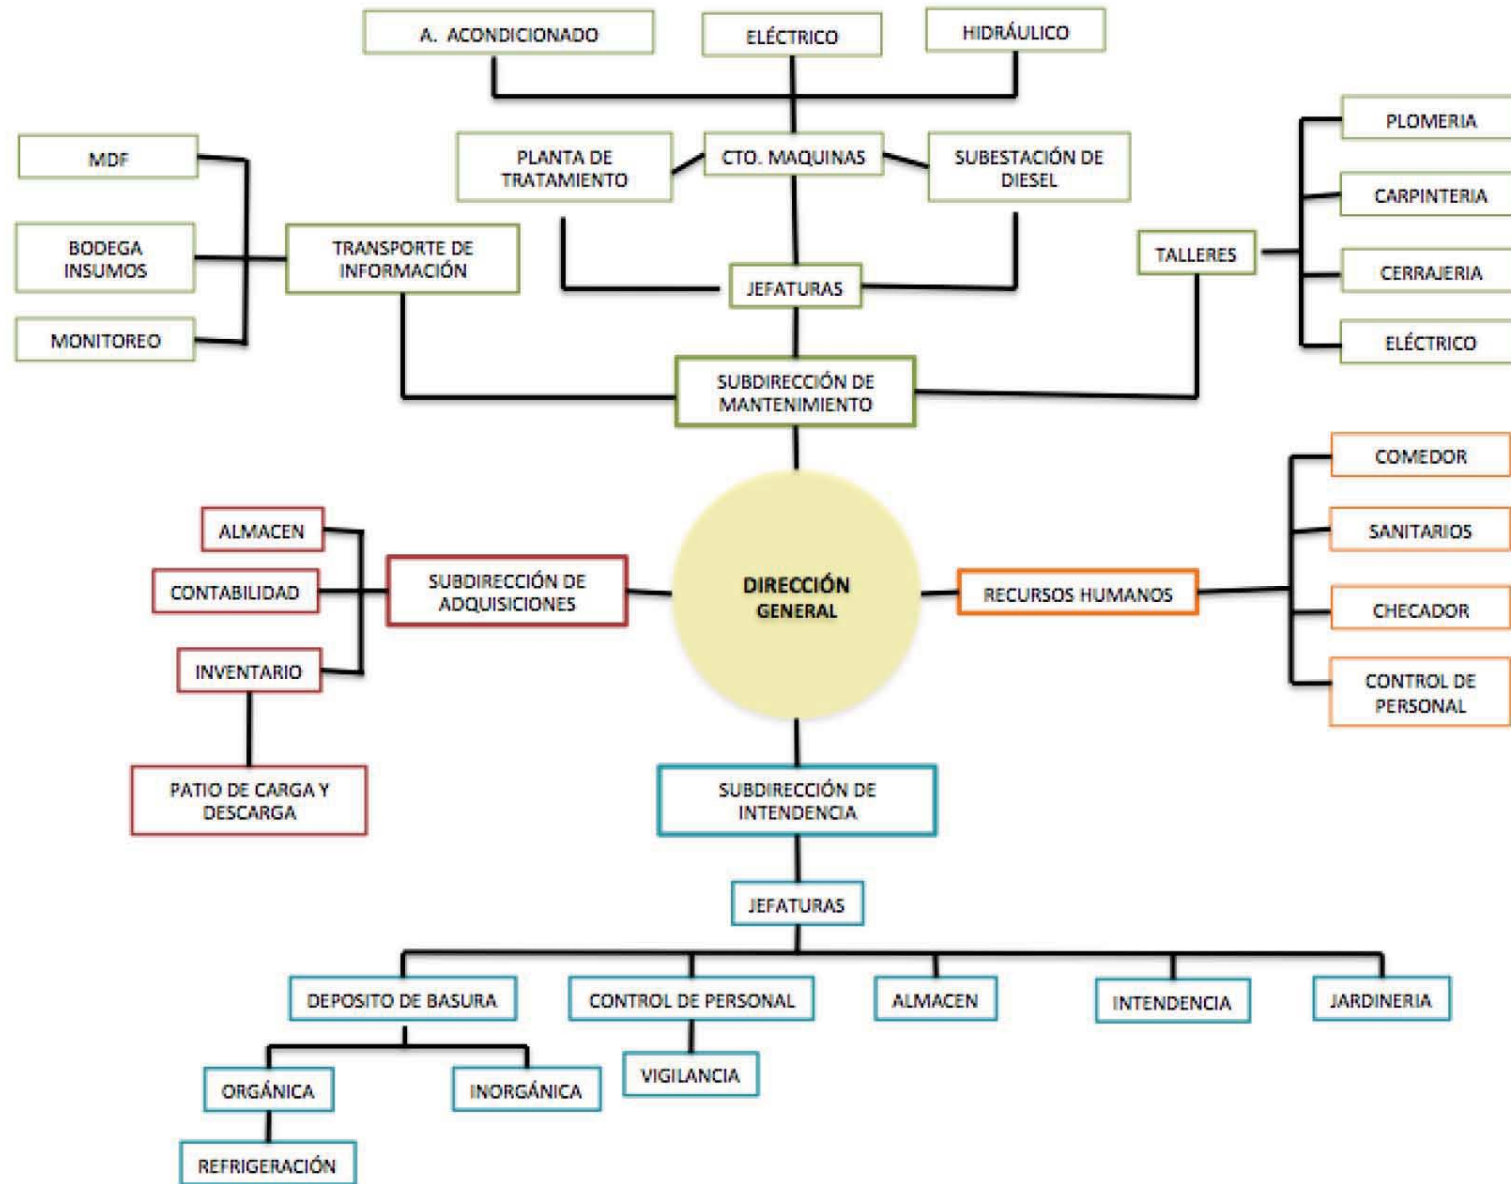 A. ACONDICIONADO
ELÉCTRICO
HIDRÁULICO
MDF
BODEGA
INSUMOS
MONITOREO
TRANSPORTE DE
INFORMACIÓN
PLANTA DE
TRATAMIENTO
CTO. MAQUINAS
SUBESTACIÓN DE
DIESEL
JEFATURAS
TALLERES
PLOMERIA
CARPINTERIA
CERRAJERIA
ELÉCTRICO
SUBDIRECCIÓN DE
MANTENIMIENTO
ALMACEN
CONTABILIDAD
INVENTARIO
PATIO DE CARGA Y
DESCARGA
SUBDIRECCIÓN DE
ADQUISICIONES
DIRECCIÓN
GENERAL
RECURSOS HUMANOS
COMEDOR
SANITARIOS
CHECADOR
CONTROL DE
PERSONAL
SUBDIRECCIÓN DE
INTENDENCIA
JEFATURAS
DEPOSITO DE BASURA
CONTROL DE PERSONAL
ALMACEN
INTENDENCIA
JARDINERIA
ORGÁNICA
INORGÁNICA
VIGILANCIA
REFRIGERACIÓN